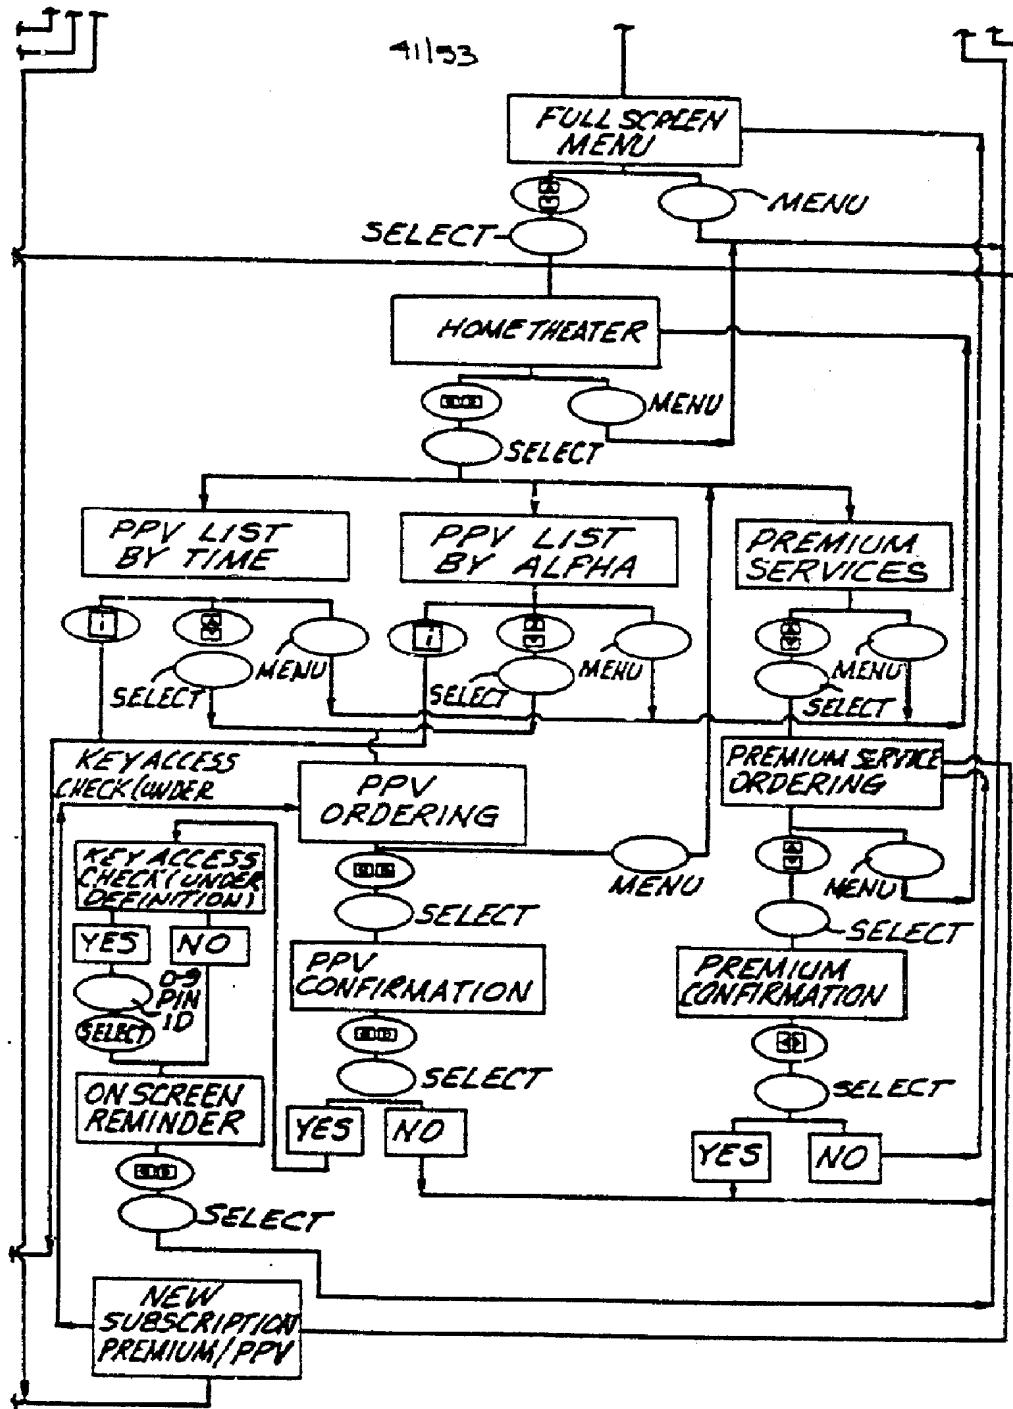 41/53
FULL SCREEN
MENU
MENU
SELECT
HOME THEATER
MENU
SELECT
PPV LIST
BY TIME
PPV LIST
BY ALPHA
PREMIUM
SERVICES
i
i
SELECT
MENU
SELECT
MENU
MENU
SELECT
KEY ACCESS
CHECK (UNDER
PPV
ORDERING
PREMIUM SERVICE
ORDERING
KEY ACCESS
CHECK (UNDER
DEFINITION)
MENU
MENU
SELECT
SELECT
YES
NO
PPV
CONFIRMATION
PREMIUM
CONFIRMATION
0-9
PIN
ID
SELECT
SELECT
SELECT
ON SCREEN
REMINDER
YES
NO
YES
NO
SELECT
NEW
SUBSCRIPTION
PREMIUM/PPV